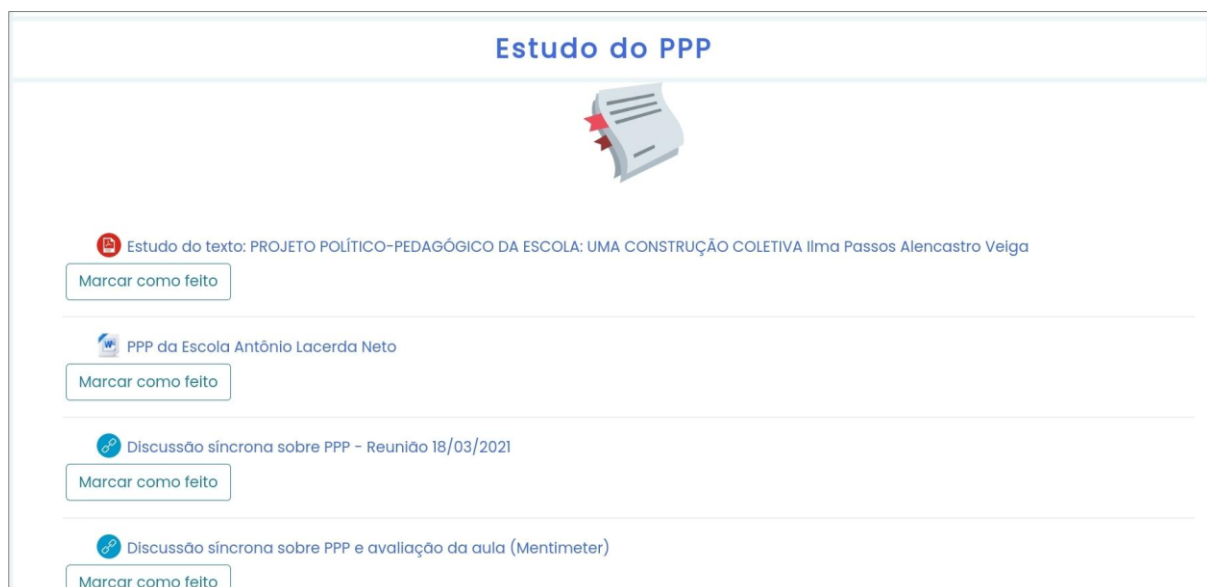 Estudo do PPP
Estudo do texto: PROJETO POLÍTICO-PEDAGÓGICO DA ESCOLA: UMA CONSTRUÇÃO COLETIVA Ilma Passos Alencastro Veiga
Marcar como feito
PPP da Escola Antônio Lacerda Neto
Marcar como feito
Discussão síncrona sobre PPP - Reunião 18/03/2021
Marcar como feito
Discussão síncrona sobre PPP e avaliação da aula (Mentimeter)
Marcar como feito